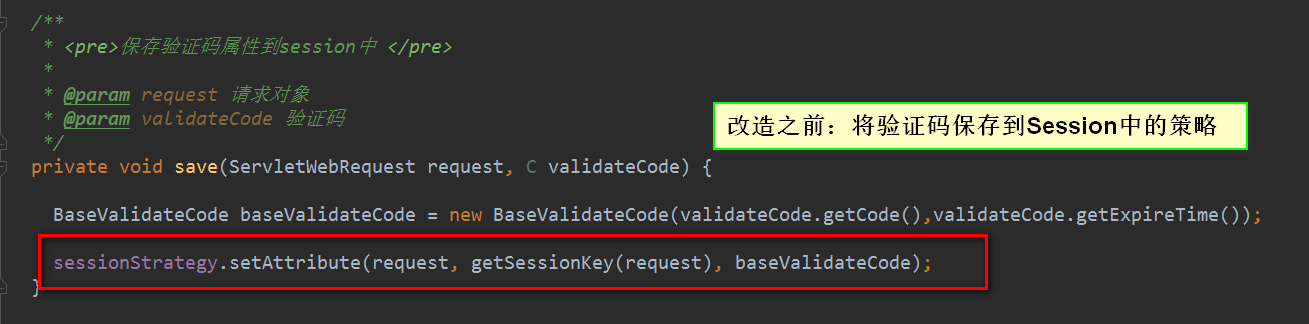 /**
* <pre>保存验证码属性到session中 </pre>
*
* @param request 请求对象
* @param validateCode 验证码
*/
改造之前：将验证码保存到Session中的策略
private void save(ServletWebRequest request, C validateCode) {
BaseValidateCode baseValidateCode = new BaseValidateCode(validateCode.getCode(),validateCode.getExpireTime());
sessionStrategy.setAttribute(request, getSessionKey(request), baseValidateCode);
}